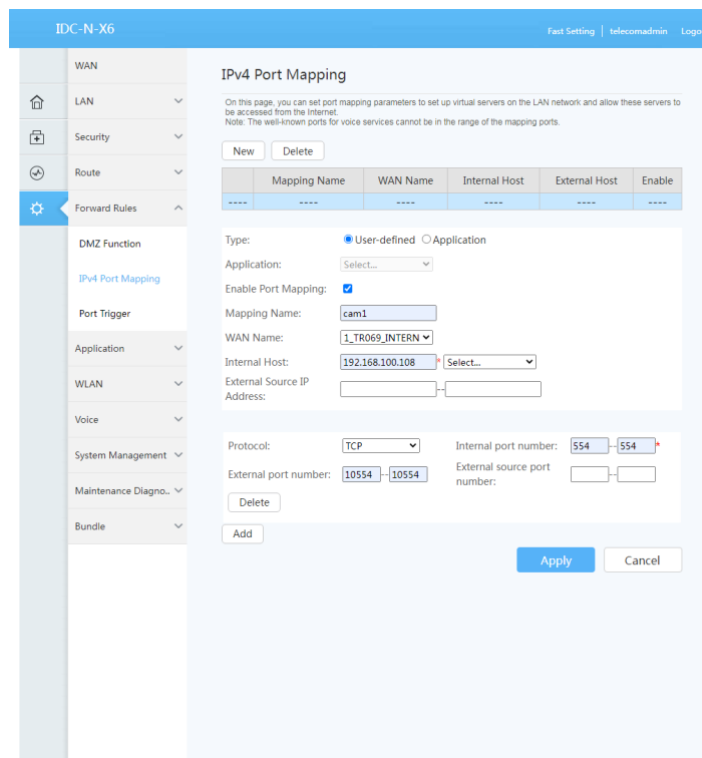 IDC-N-X6
Fast Setting | telecomadmin Logo
WAN
LAN
Security
Route
Forward Rules
DMZ Function
IPv4 Port Mapping
Port Trigger
Application
WLAN
Voice
System Management
Maintenance Diagno..
Bundle
IPv4 Port Mapping
On this page, you can set port mapping parameters to set up virtual servers on the LAN network and allow these servers to
be accessed from the Internet.
Note: The well-known ports for voice services cannot be in the range of the mapping ports.
New Delete
Mapping Name WAN Name Internal Host External Host Enable
---- ---- ---- ---- ---- ----
Type: User-defined Application
Application: Select...
Enable Port Mapping:
Mapping Name: cam1
WAN Name: 1_TR069_INTERN
Internal Host: 192.168.100.108 * Select...
External Source IP
Address: --
Protocol: TCP Internal port number: 554 -- 554 *
External port number: 10554 -- 10554 External source port
number: --
Delete
Add
Apply Cancel